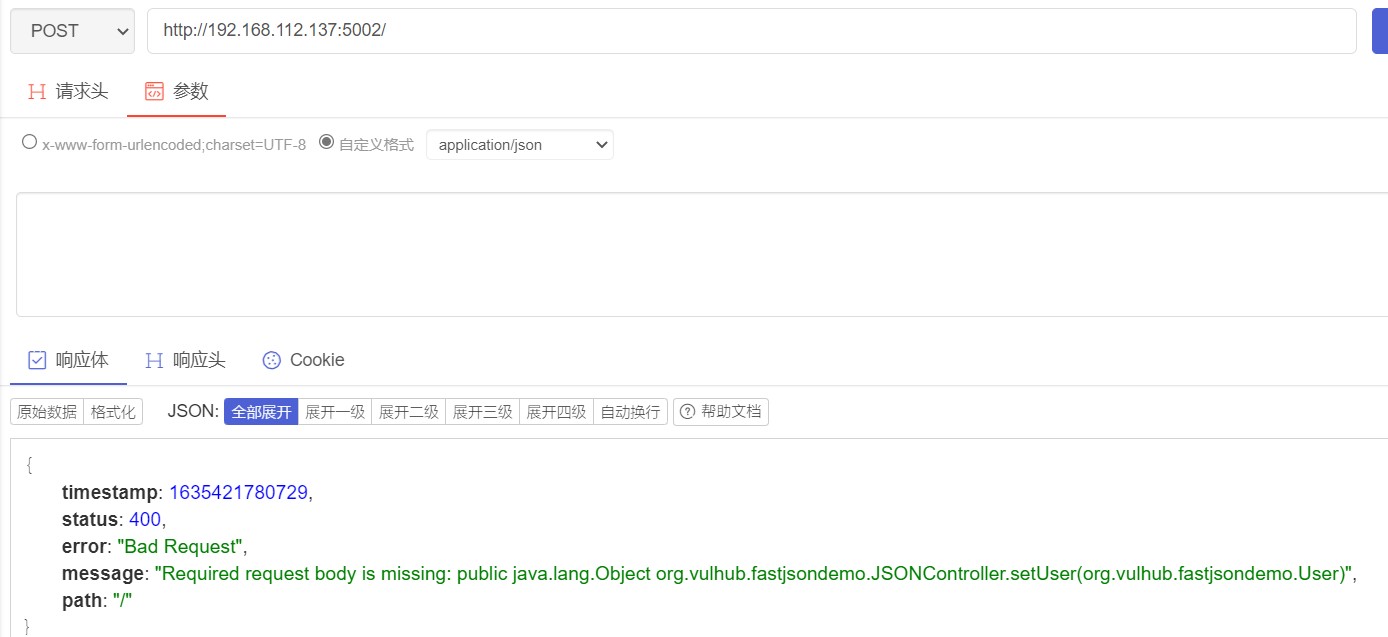 POST http://192.168.112.137:5002/
请求头 参数
x-www-form-urlencoded;charset=UTF-8 自定义格式 application/json
响应体 响应头 Cookie
原始数据 格式化 JSON: 全部展开 展开一级 展开二级 展开三级 展开四级 自动换行 帮助文档
{
timestamp: 1635421780729,
status: 400,
error: "Bad Request",
message: "Required request body is missing: public java.lang.Object org.vulhub.fastjsondemo.JSONController.setUser(org.vulhub.fastjsondemo.User)",
path: "/"
}